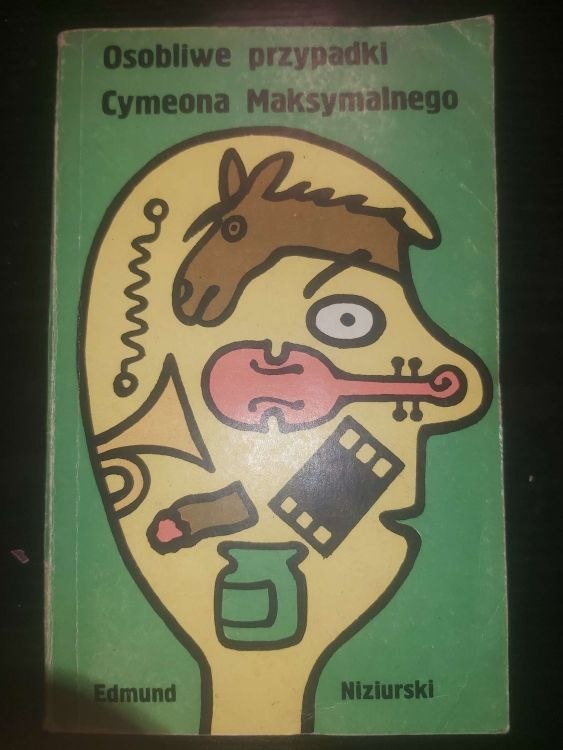 Osobliwe przypadki
Cymeona Maksymalnego
Edmund Niziurski